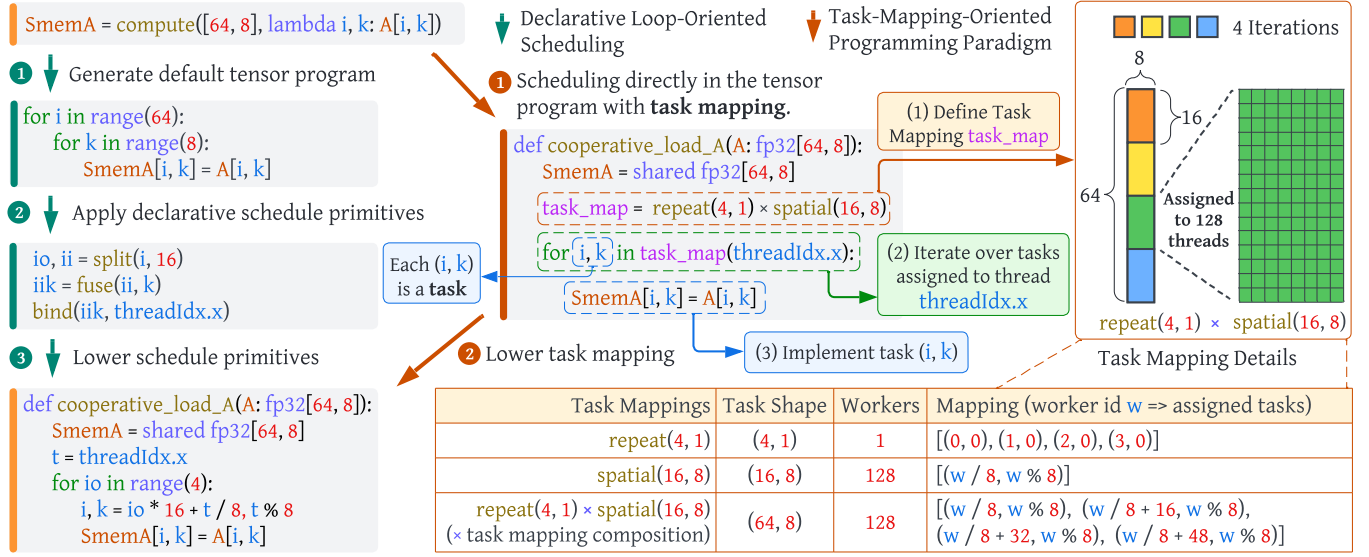 SmemA = compute([64, 8], lambda i, k: A[i, k])
Declarative Loop-Oriented
Scheduling
Task-Mapping-Oriented
Programming Paradigm
1 Generate default tensor program
for i in range(64):
for k in range(8):
SmemA[i, k] = A[i, k]
2 Apply declarative schedule primitives
io, ii = split(i, 16)
iik = fuse(ii, k)
bind(iik, threadIdx.x)
3 Lower schedule primitives
def cooperative_load_A(A: fp32[64, 8]):
SmemA = shared fp32[64, 8]
t = threadIdx.x
for io in range(4):
i, k = io * 16 + t / 8, t % 8
SmemA[i, k] = A[i, k]
1 Scheduling directly in the tensor
program with task mapping.
def cooperative_load_A(A: fp32[64, 8]):
SmemA = shared fp32[64, 8]
task_map = repeat(4, 1) × spatial(16, 8)
for i, k in task_map(threadIdx.x):
SmemA[i, k] = A[i, k]
Each (i, k)
is a task
(1) Define Task
Mapping task_map
(2) Iterate over tasks
assigned to thread
threadIdx.x
(3) Implement task (i, k)
2 Lower task mapping
4 Iterations
8
16
64
Assigned
to 128
threads
repeat(4, 1) × spatial(16, 8)
Task Mapping Details
Task Mappings Task Shape Workers Mapping (worker id w => assigned tasks)
repeat(4, 1) (4, 1) 1 [(0, 0), (1, 0), (2, 0), (3, 0)]
spatial(16, 8) (16, 8) 128 [(w / 8, w % 8)]
repeat(4, 1) × spatial(16, 8)
(× task mapping composition)
(64, 8) 128
[(w / 8, w % 8), (w / 8 + 16, w % 8),
(w / 8 + 32, w % 8), (w / 8 + 48, w % 8)]